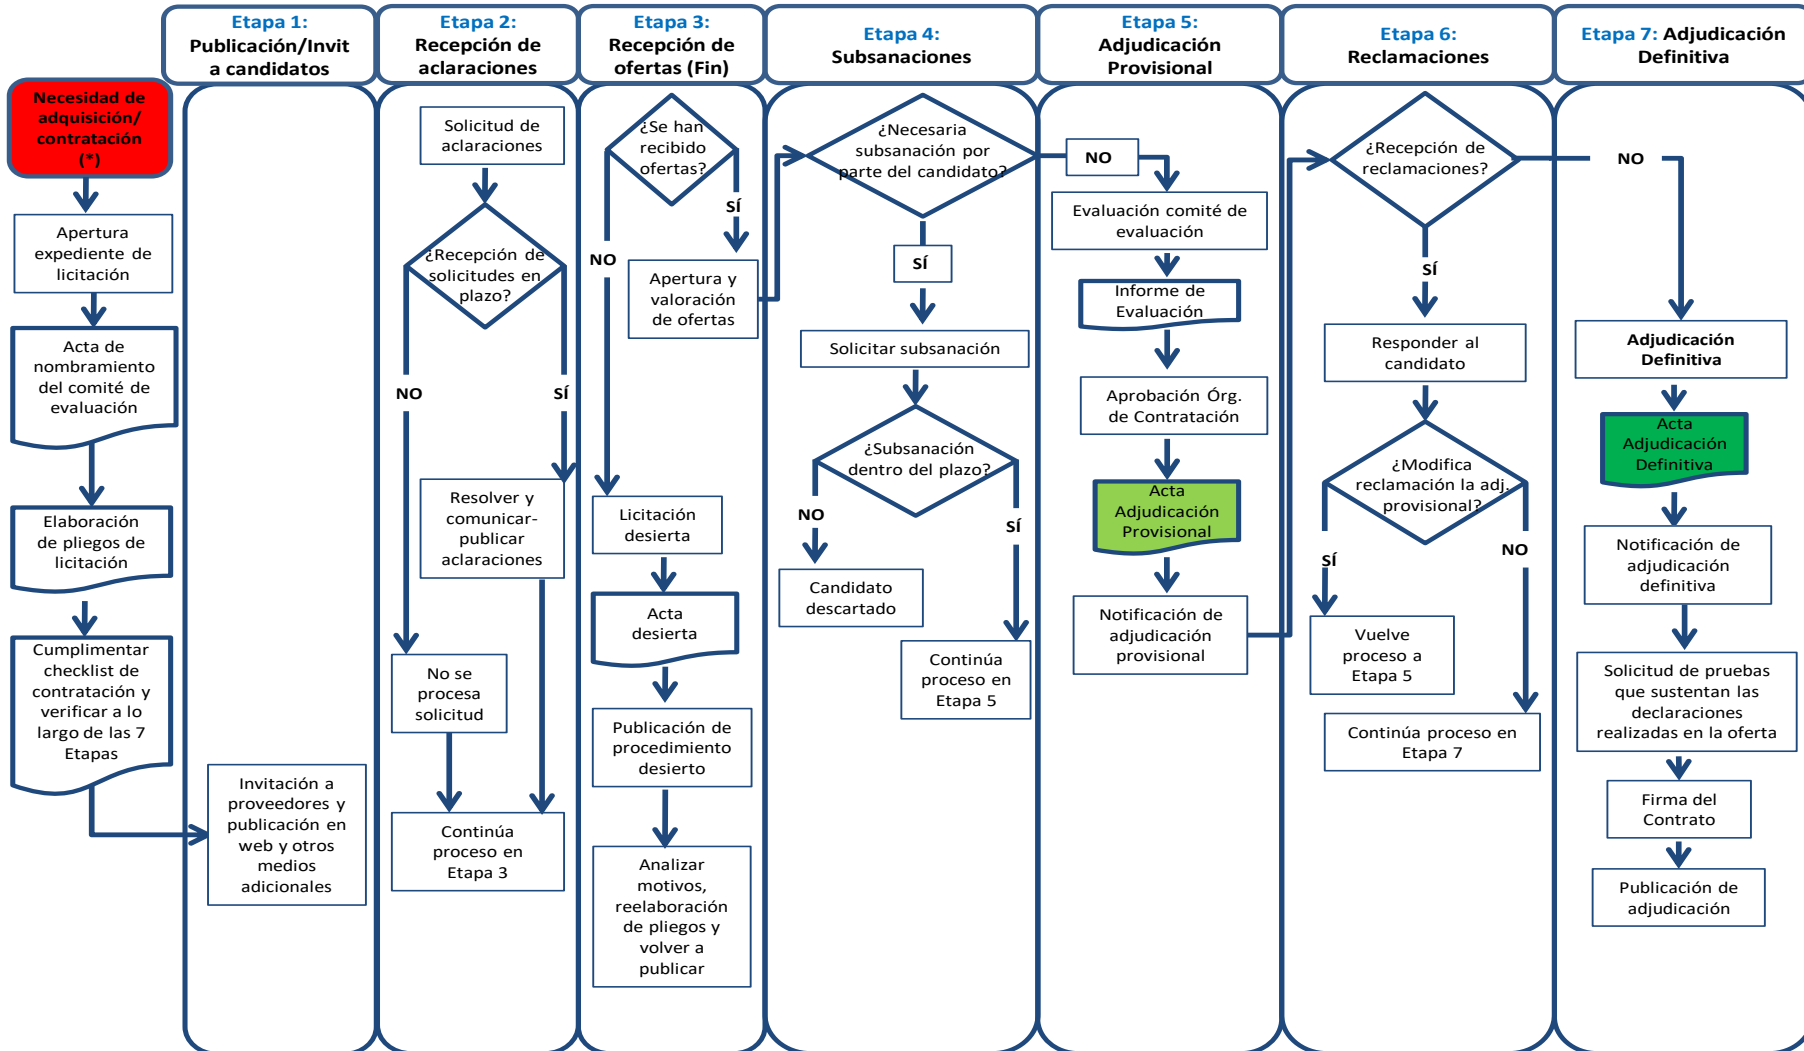 Etapa 1:
Publicación/Invit
a candidatos
Etapa 2:
Recepción de
aclaraciones
Etapa 3:
Recepción de
ofertas (Fin)
Etapa 4:
Subsanaciones
Etapa 5:
Adjudicación
Provisional
Etapa 6:
Reclamaciones
Etapa 7: Adjudicación
Definitiva
Necesidad de
adquisición/
contratación
(*)
Apertura
expediente de
licitación
Acta de
nombramiento
del comité de
evaluación
Elaboración
de pliegos de
licitación
Cumplimentar
checklist de
contratación y
verificar a lo
largo de las 7
Etapas
Invitación a
proveedores y
publicación en
web y otros
medios
adicionales
Solicitud de
aclaraciones
¿Recepción de
solicitudes en
plazo?
NO
SÍ
Resolver y
comunicar-
publicar
aclaraciones
No se
procesa
solicitud
Continúa
proceso en
Etapa 3
¿Se han
recibido
ofertas?
SÍ
NO
Apertura y
valoración
de ofertas
Licitación
desierta
Acta
desierta
Publicación de
procedimiento
desierto
Analizar
motivos,
reelaboración
de pliegos y
volver a
publicar
¿Necesaria
subsanación por
parte del candidato?
SÍ
Solicitar subsanación
¿Subsanación
dentro del plazo?
NO
SÍ
Candidato
descartado
Continúa
proceso en
Etapa 5
NO
Evaluación comité de
evaluación
Informe de
Evaluación
Aprobación Órg.
de Contratación
Acta
Adjudicación
Provisional
Notificación de
adjudicación
provisional
¿Recepción de
reclamaciones?
SÍ
Responder al
candidato
¿Modifica
reclamación la adj.
provisional?
SÍ
NO
Vuelve
proceso a
Etapa 5
Continúa proceso en
Etapa 7
NO
Adjudicación
Definitiva
Acta
Adjudicación
Definitiva
Notificación de
adjudicación
definitiva
Solicitud de pruebas
que sustentan las
declaraciones
realizadas en la oferta
Firma del
Contrato
Publicación de
adjudicación